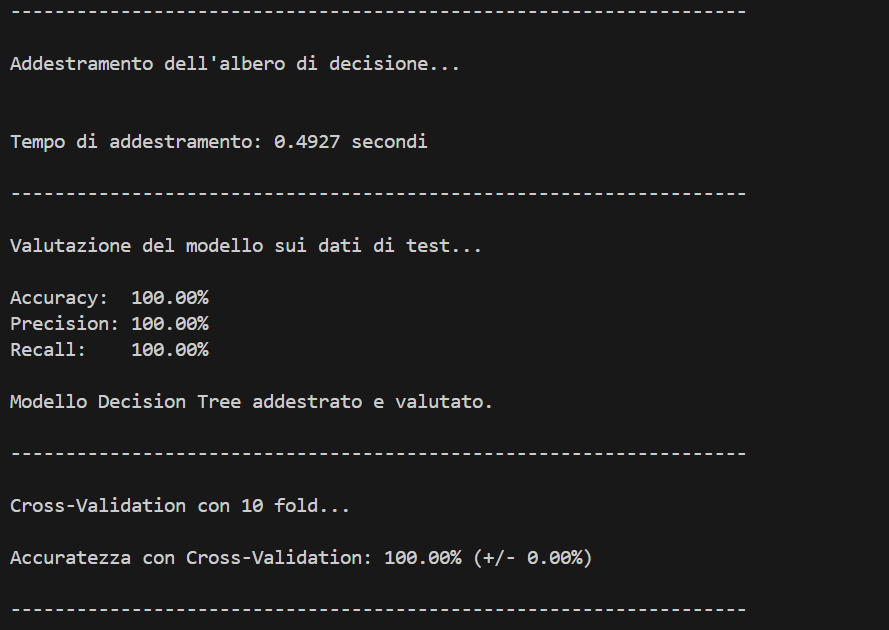 -------------------------------------------------------------------
Addestramento dell'albero di decisione...
Tempo di addestramento: 0.4927 secondi
-------------------------------------------------------------------
Valutazione del modello sui dati di test...
Accuracy:  100.00%
Precision: 100.00%
Recall:    100.00%
Modello Decision Tree addestrato e valutato.
-------------------------------------------------------------------
Cross-Validation con 10 fold...
Accuratezza con Cross-Validation: 100.00% (+/- 0.00%)
-------------------------------------------------------------------